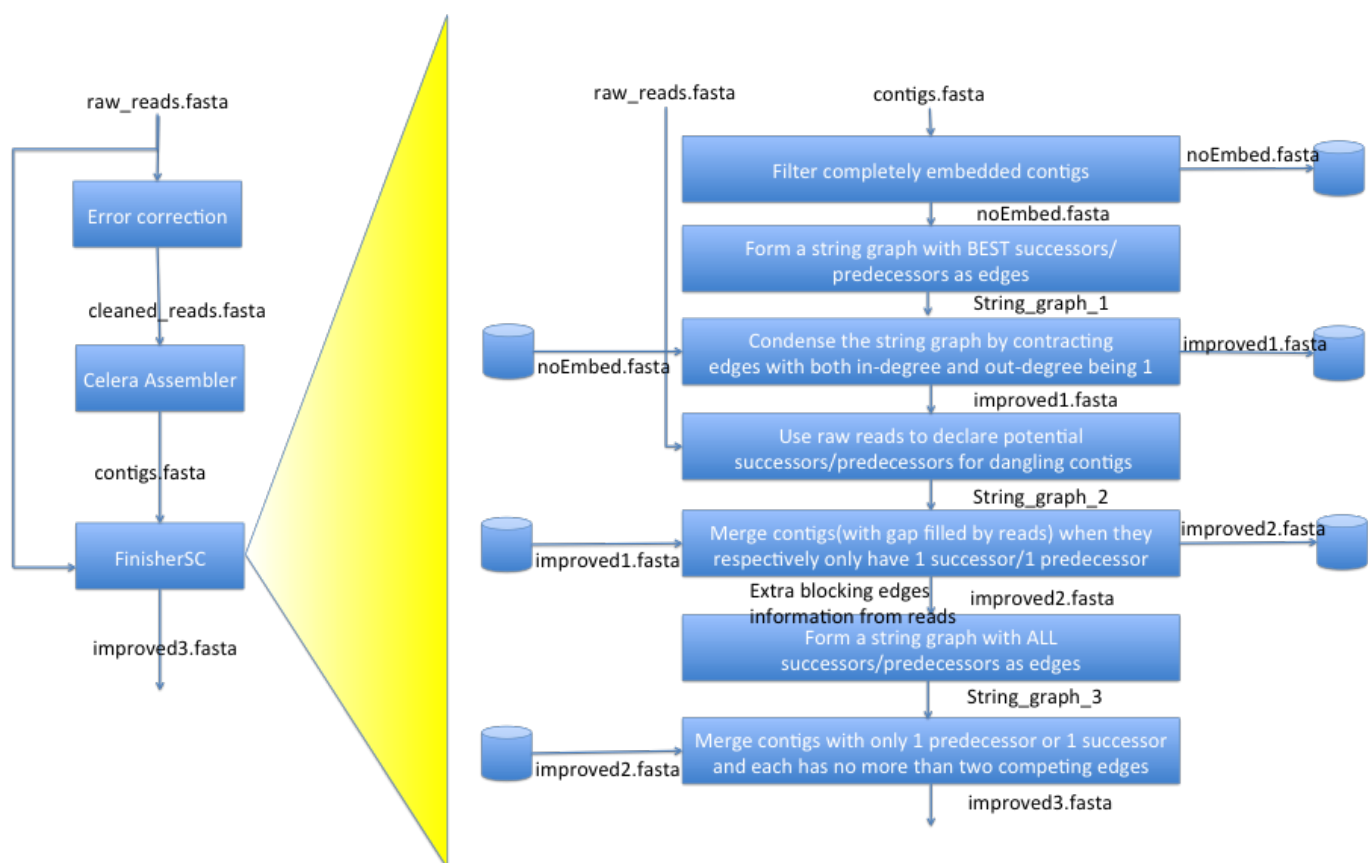 raw_reads.fasta
Error correction
cleaned_reads.fasta
Celera Assembler
contigs.fasta
FinisherSC
improved3.fasta
raw_reads.fasta
contigs.fasta
Filter completely embedded contigs
noEmbed.fasta
noEmbed.fasta
Form a string graph with BEST successors/
predecessors as edges
String_graph_1
noEmbed.fasta
Condense the string graph by contracting
edges with both in-degree and out-degree being 1
improved1.fasta
improved1.fasta
Use raw reads to declare potential
successors/predecessors for dangling contigs
String_graph_2
improved1.fasta
Merge contigs(with gap filled by reads) when they
respectively only have 1 successor/1 predecessor
improved2.fasta
Extra blocking edges
information from reads
improved2.fasta
Form a string graph with ALL
successors/predecessors as edges
String_graph_3
improved2.fasta
Merge contigs with only 1 predecessor or 1 successor
and each has no more than two competing edges
improved3.fasta